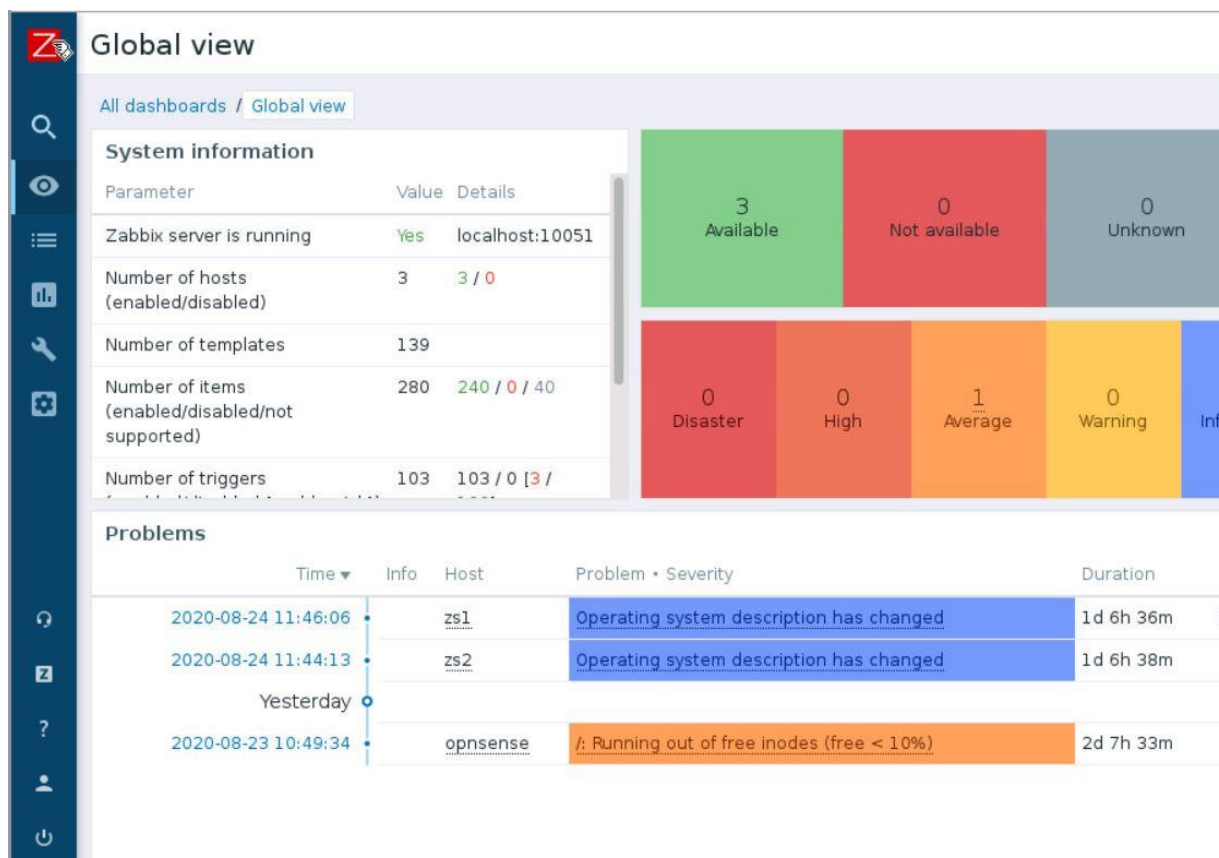 Z
Global view
All dashboards / Global view
System information
Parameter Value Details
Zabbix server is running Yes localhost:10051
Number of hosts
(enabled/disabled) 3 3 / 0
Number of templates 139
Number of items
(enabled/disabled/not
supported) 280 240 / 0 / 40
Number of triggers 103 103 / 0 [3 /
3
Available
0
Not available
0
Unknown
0
Disaster
0
High
1
Average
0
Warning
Inf
Problems
Time ▼ Info Host Problem • Severity Duration
2020-08-24 11:46:06 zs1 Operating system description has changed 1d 6h 36m
2020-08-24 11:44:13 zs2 Operating system description has changed 1d 6h 38m
Yesterday
2020-08-23 10:49:34 opnsense /: Running out of free inodes (free < 10%) 2d 7h 33m
Z
?